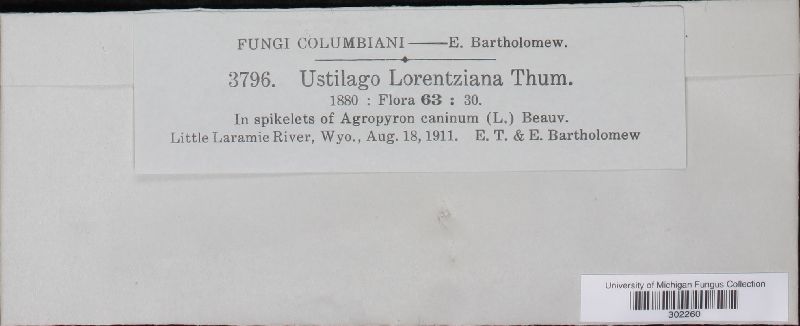 FUNGI COLUMBIANI——E. Bartholomew.
3796. Ustilago Lorentziana Thum.
1880 : Flora 63 : 30.
In spikelets of Agropyron caninum (L.) Beauv.
Little Laramie River, Wyo., Aug. 18, 1911. E. T. & E. Bartholomew
University of Michigan Fungus Collection
302260